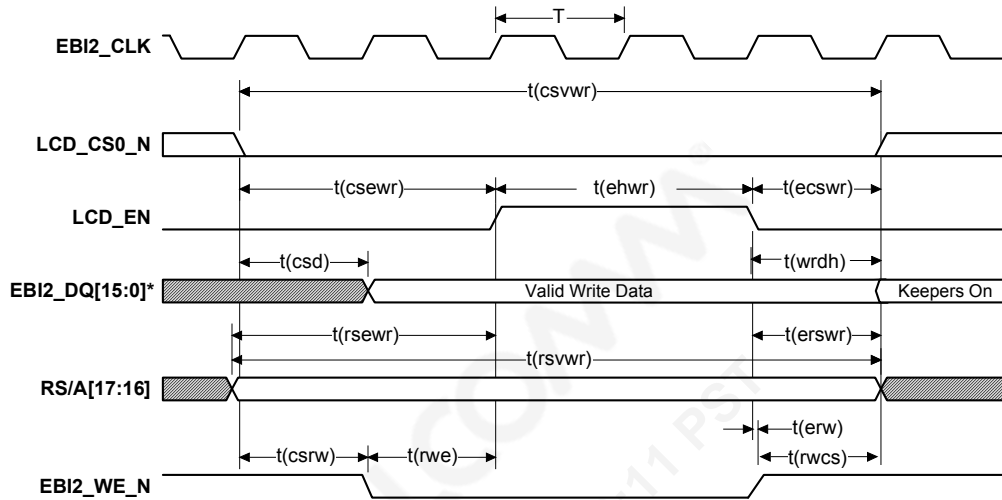 T
EBI2_CLK
t(csvwr)
LCD_CS0_N
t(csewr) t(ehwr) t(ecswr)
LCD_EN
t(csd) t(wrdh)
EBI2_DQ[15:0]* Valid Write Data Keepers On
t(rsewr) t(erswr)
t(rsvwr)
RS/A[17:16]
t(erw)
t(csrw) t(rwe) t(rwcs)
EBI2_WE_N